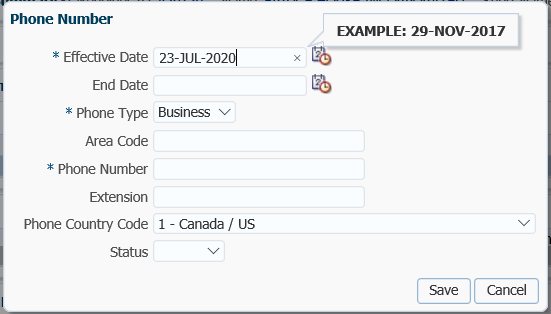 Phone Number
EXAMPLE: 29-NOV-2017
* Effective Date 23-JUL-2020 ×
End Date
* Phone Type Business
Area Code
* Phone Number
Extension
Phone Country Code 1 - Canada / US
Status
Save Cancel